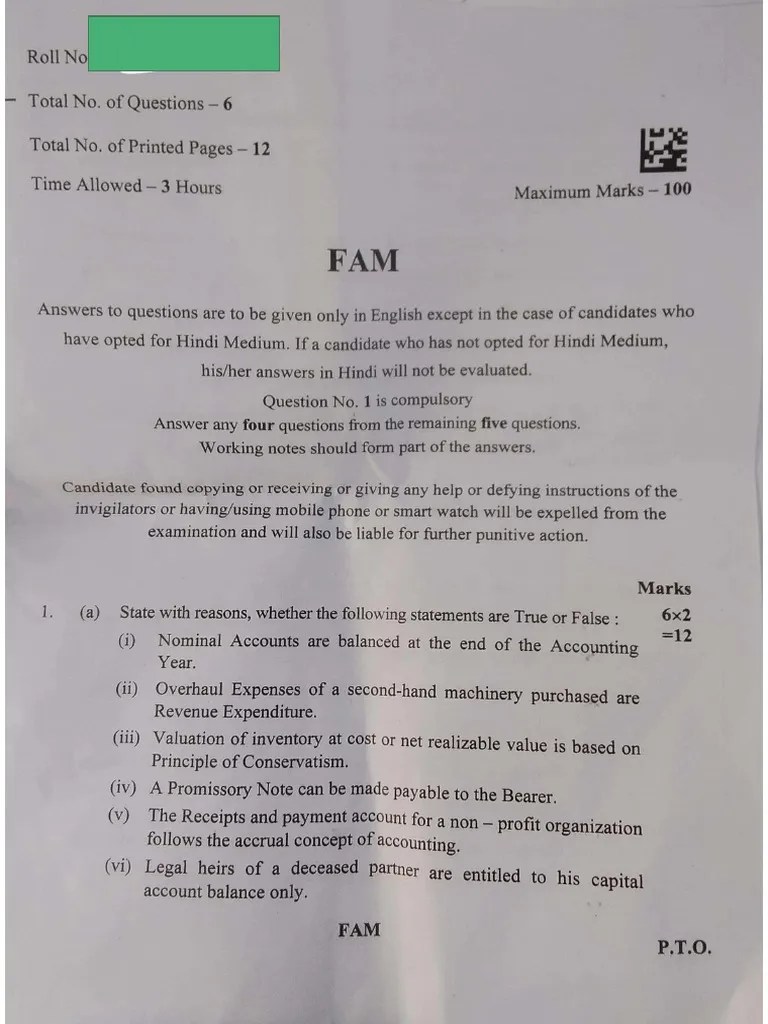 Roll No
Total No. of Questions – 6
Total No. of Printed Pages – 12
Time Allowed – 3 Hours
Maximum Marks – 100
FAM
Answers to questions are to be given only in English except in the case of candidates who
have opted for Hindi Medium. If a candidate who has not opted for Hindi Medium,
his/her answers in Hindi will not be evaluated.
Question No. 1 is compulsory
Answer any four questions from the remaining five questions.
Working notes should form part of the answers.
Candidate found copying or receiving or giving any help or defying instructions of the
invigilators or having/using mobile phone or smart watch will be expelled from the
examination and will also be liable for further punitive action.
Marks
1. (a) State with reasons, whether the following statements are True or False : 6×2
=12
(i) Nominal Accounts are balanced at the end of the Accounting
Year.
(ii) Overhaul Expenses of a second-hand machinery purchased are
Revenue Expenditure.
(iii) Valuation of inventory at cost or net realizable value is based on
Principle of Conservatism.
(iv) A Promissory Note can be made payable to the Bearer.
(v) The Receipts and payment account for a non – profit organization
follows the accrual concept of accounting.
(vi) Legal heirs of a deceased partner are entitled to his capital
account balance only.
FAM
P.T.O.